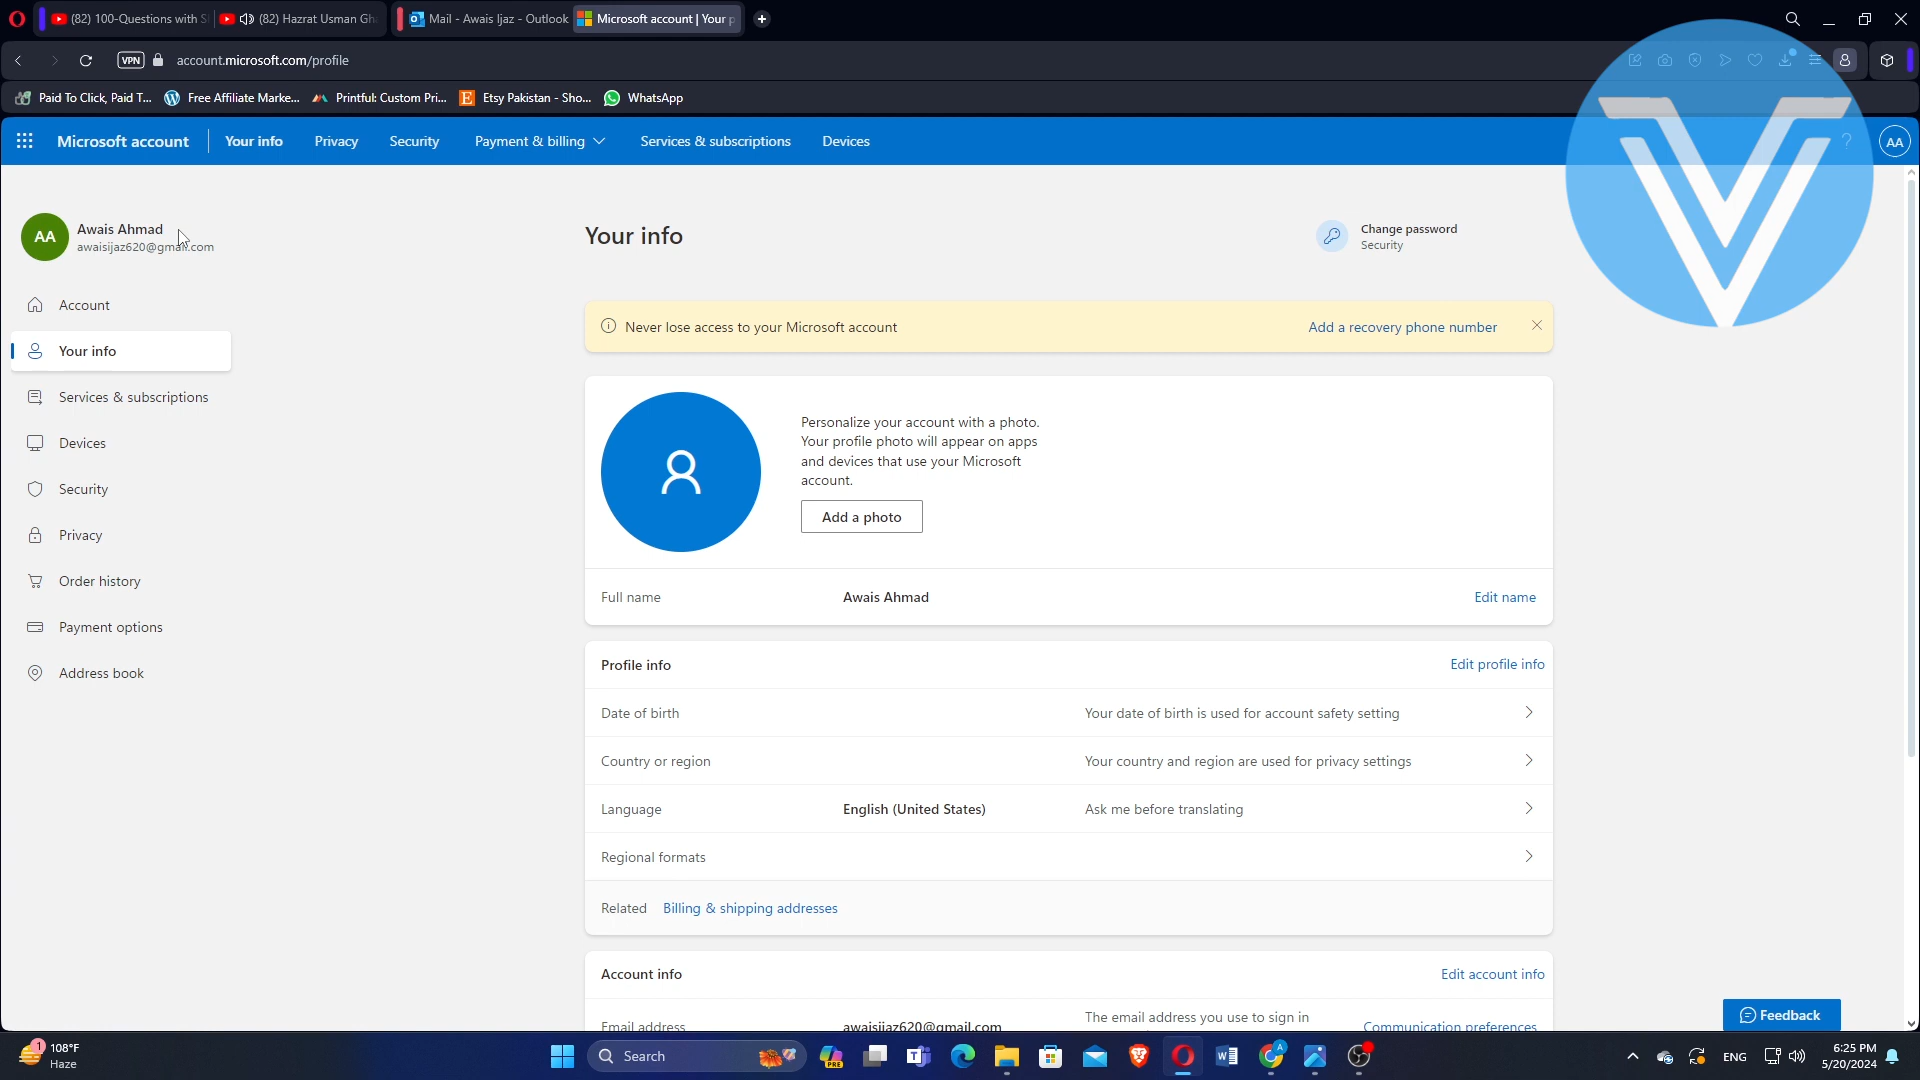 (82) 100-Questions with S
(82) Hazrat Usman Gh
Mail - Awais Ijaz - Outlook
Microsoft account | Your p
VPN
account.microsoft.com/profile
Paid To Click, Paid T...
Free Affiliate Marke...
Printful: Custom Pri...
Etsy Pakistan - Sho...
WhatsApp
Microsoft account
Your info
Privacy
Security
Payment & billing
Services & subscriptions
Devices
?
AA
AA
Awais Ahmad
awaisijaz620@gmail.com
Your info
Change password
Security
Account
Your info
Services & subscriptions
Devices
Security
Privacy
Order history
Payment options
Address book
Never lose access to your Microsoft account
Add a recovery phone number
Personalize your account with a photo.
Your profile photo will appear on apps
and devices that use your Microsoft
account.
Add a photo
Full name
Awais Ahmad
Edit name
Profile info
Edit profile info
Date of birth
Your date of birth is used for account safety setting
Country or region
Your country and region are used for privacy settings
Language
English (United States)
Ask me before translating
Regional formats
Related
Billing & shipping addresses
Account info
Edit account info
Email address
awaisijaz620@gmail.com
The email address you use to sign in
Communication preferences
Feedback
1
108°F
Haze
Search
PRE
A
ENG
6:25 PM
5/20/2024